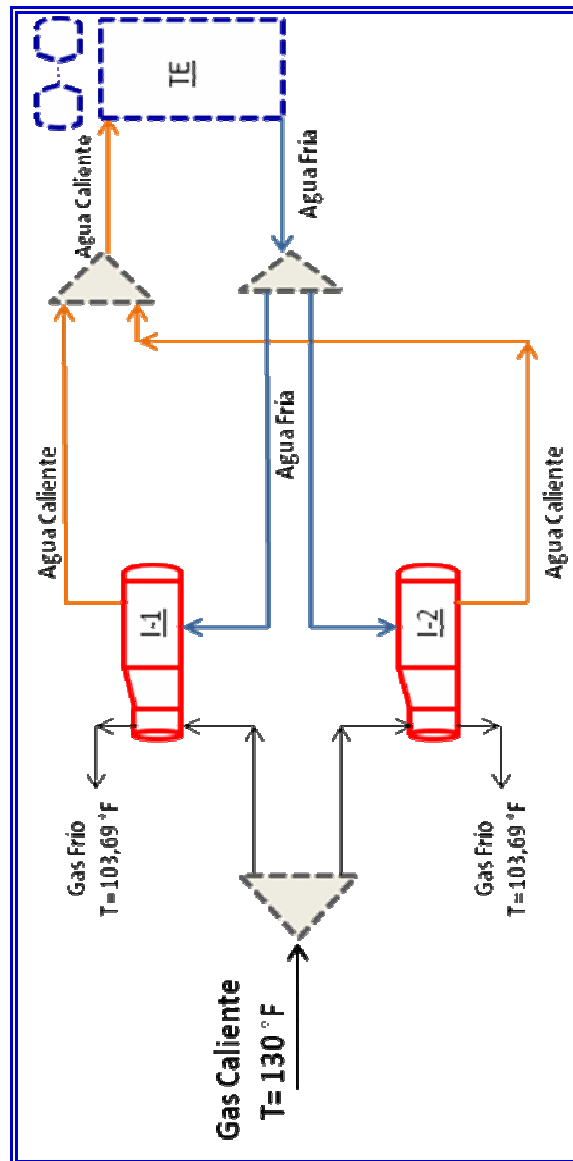 Gas Caliente
T= 130 °F
Gas Frío
T= 103,69 °F
Gas Frío
T= 103,69 °F
I-1
I-2
Agua Caliente
Agua Caliente
Agua Fría
Agua Caliente
Agua Fría
TE